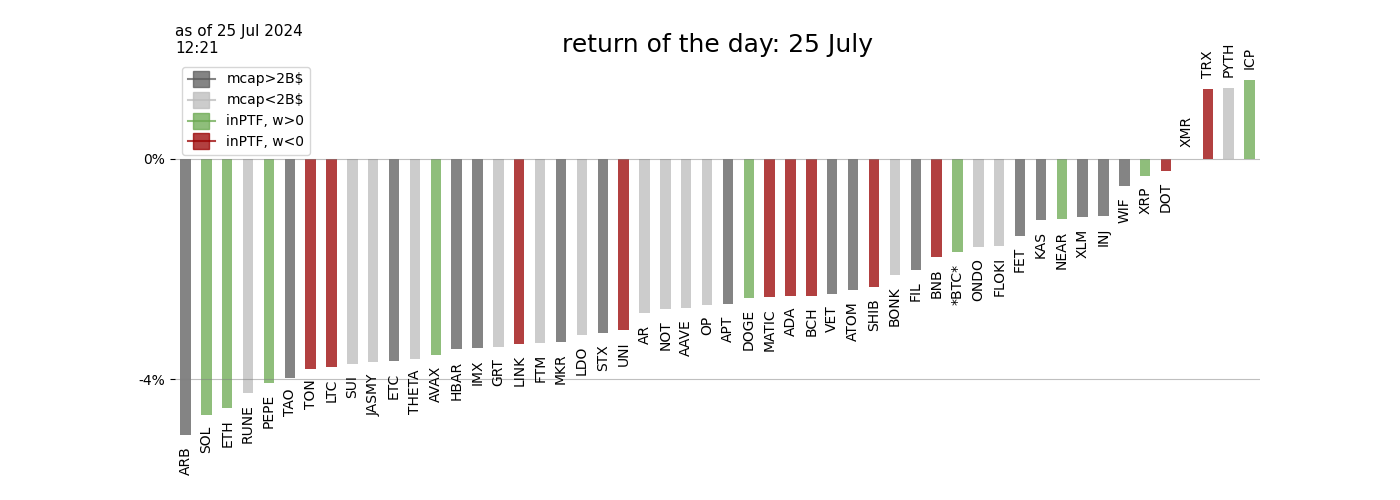 as of 25 Jul 2024
12:21
return of the day: 25 July
mcap>2B$
mcap<2B$
inPTF, w>0
inPTF, w<0
0%
-4%
ARB
SOL
ETH
RUNE
PEPE
TAO
TON
LTC
SUI
JASMY
ETC
THETA
AVAX
HBAR
IMX
GRT
LINK
FTM
MKR
LDO
STX
UNI
AR
NOT
AAVE
OP
APT
DOGE
MATIC
ADA
BCH
VET
ATOM
SHIB
BONK
FIL
BNB
*BTC*
ONDO
FLOKI
FET
KAS
NEAR
XLM
INJ
WIF
XRP
DOT
XMR
TRX
PYTH
ICP